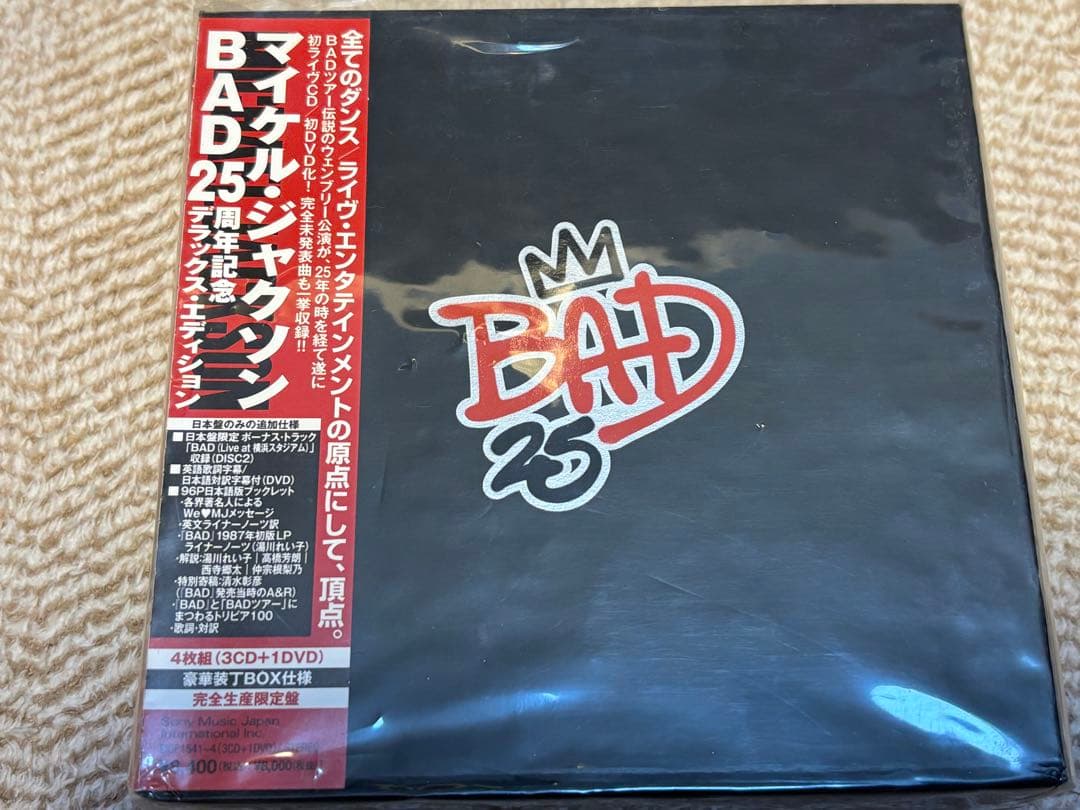 全てのダンス/ライヴ・エンタテインメントの原点にして、頂点。
BADツアー伝説のウェンブリー公演が、25年の時を経て遂に
初ライヴCD/初DVD化!完全未発表曲も一挙収録!!
マイケル・ジャクソン
BAD25周年記念
デラックス・エディション
日本盤のみの追加仕様
■日本盤限定 ボーナス・トラック
「BAD(Live at 横浜スタジアム)」
収録(DISC2)
■英語歌詞字幕/
日本語対訳字幕付(DVD)
■96P日本語版ブックレット
・各界著名人による
We♥MJメッセージ
・英文ライナーノーツ訳
・「BAD」1987年初版LP
ライナーノーツ(湯川れい子)
・解説:湯川れい子|高橋芳朗|
西寺郷太|仲宗根梨乃
・特別寄稿:清水彰彦
(「BAD」発売当時のA&R)
・「BAD」と「BADツアー」に
まつわるトリビア100
・歌詞・対訳
4枚組(3CD+1DVD)
豪華装丁BOX仕様
完全生産限定盤
Sony Music Japan
International Inc.
1541~4(3CD+1DVD)
400(税込) ¥8,000(税抜)
BAD
25